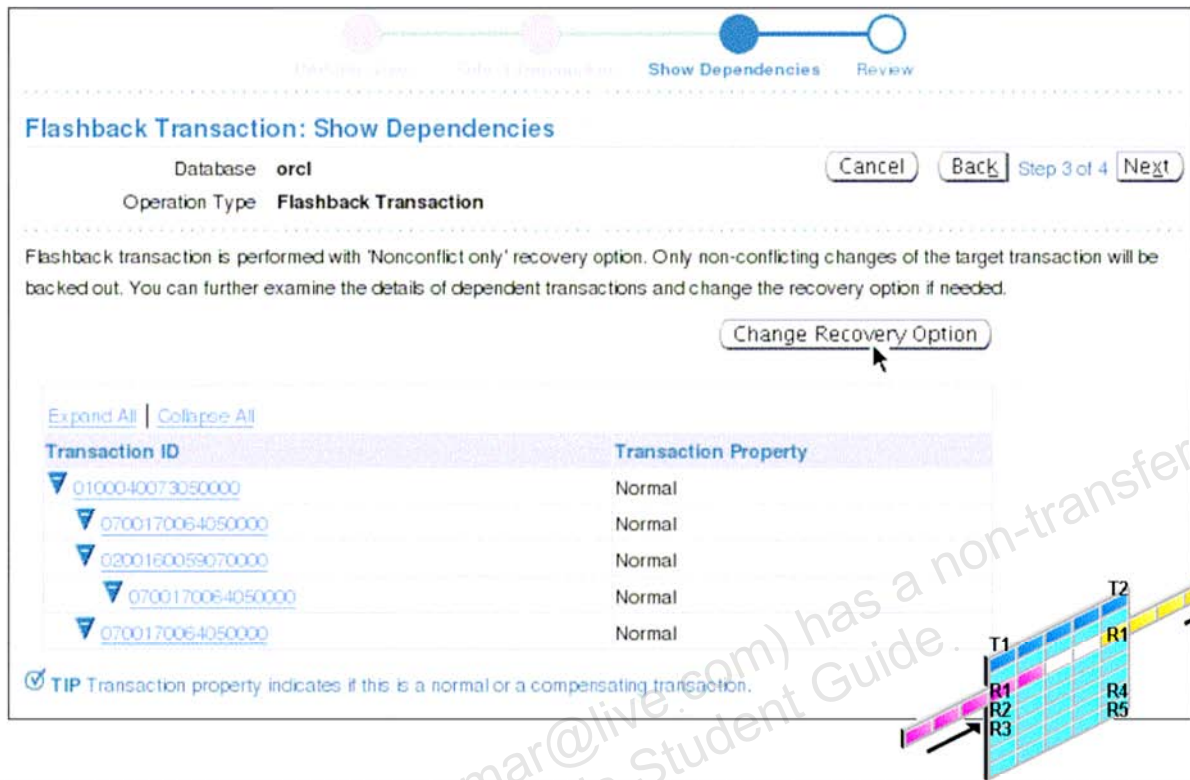 Show Dependencies Review
Flashback Transaction: Show Dependencies
Database orcl
Cancel Back Step 3 of 4 Next
Operation Type Flashback Transaction
Flashback transaction is performed with 'Nonconflict only' recovery option. Only non-conflicting changes of the target transaction will be
backed out. You can further examine the details of dependent transactions and change the recovery option if needed.
Change Recovery Option
Expand All | Collapse All
Transaction ID Transaction Property
0100040073050000 Normal
0700170064050000 Normal
0200160059070000 Normal
0700170064050000 Normal
0700170064050000 Normal
TIP Transaction property indicates if this is a normal or a compensating transaction.
T2
T1 R1
R1 R4
R2 R5
R3
has a non-transfer
mar@live.com)
Student Guide.